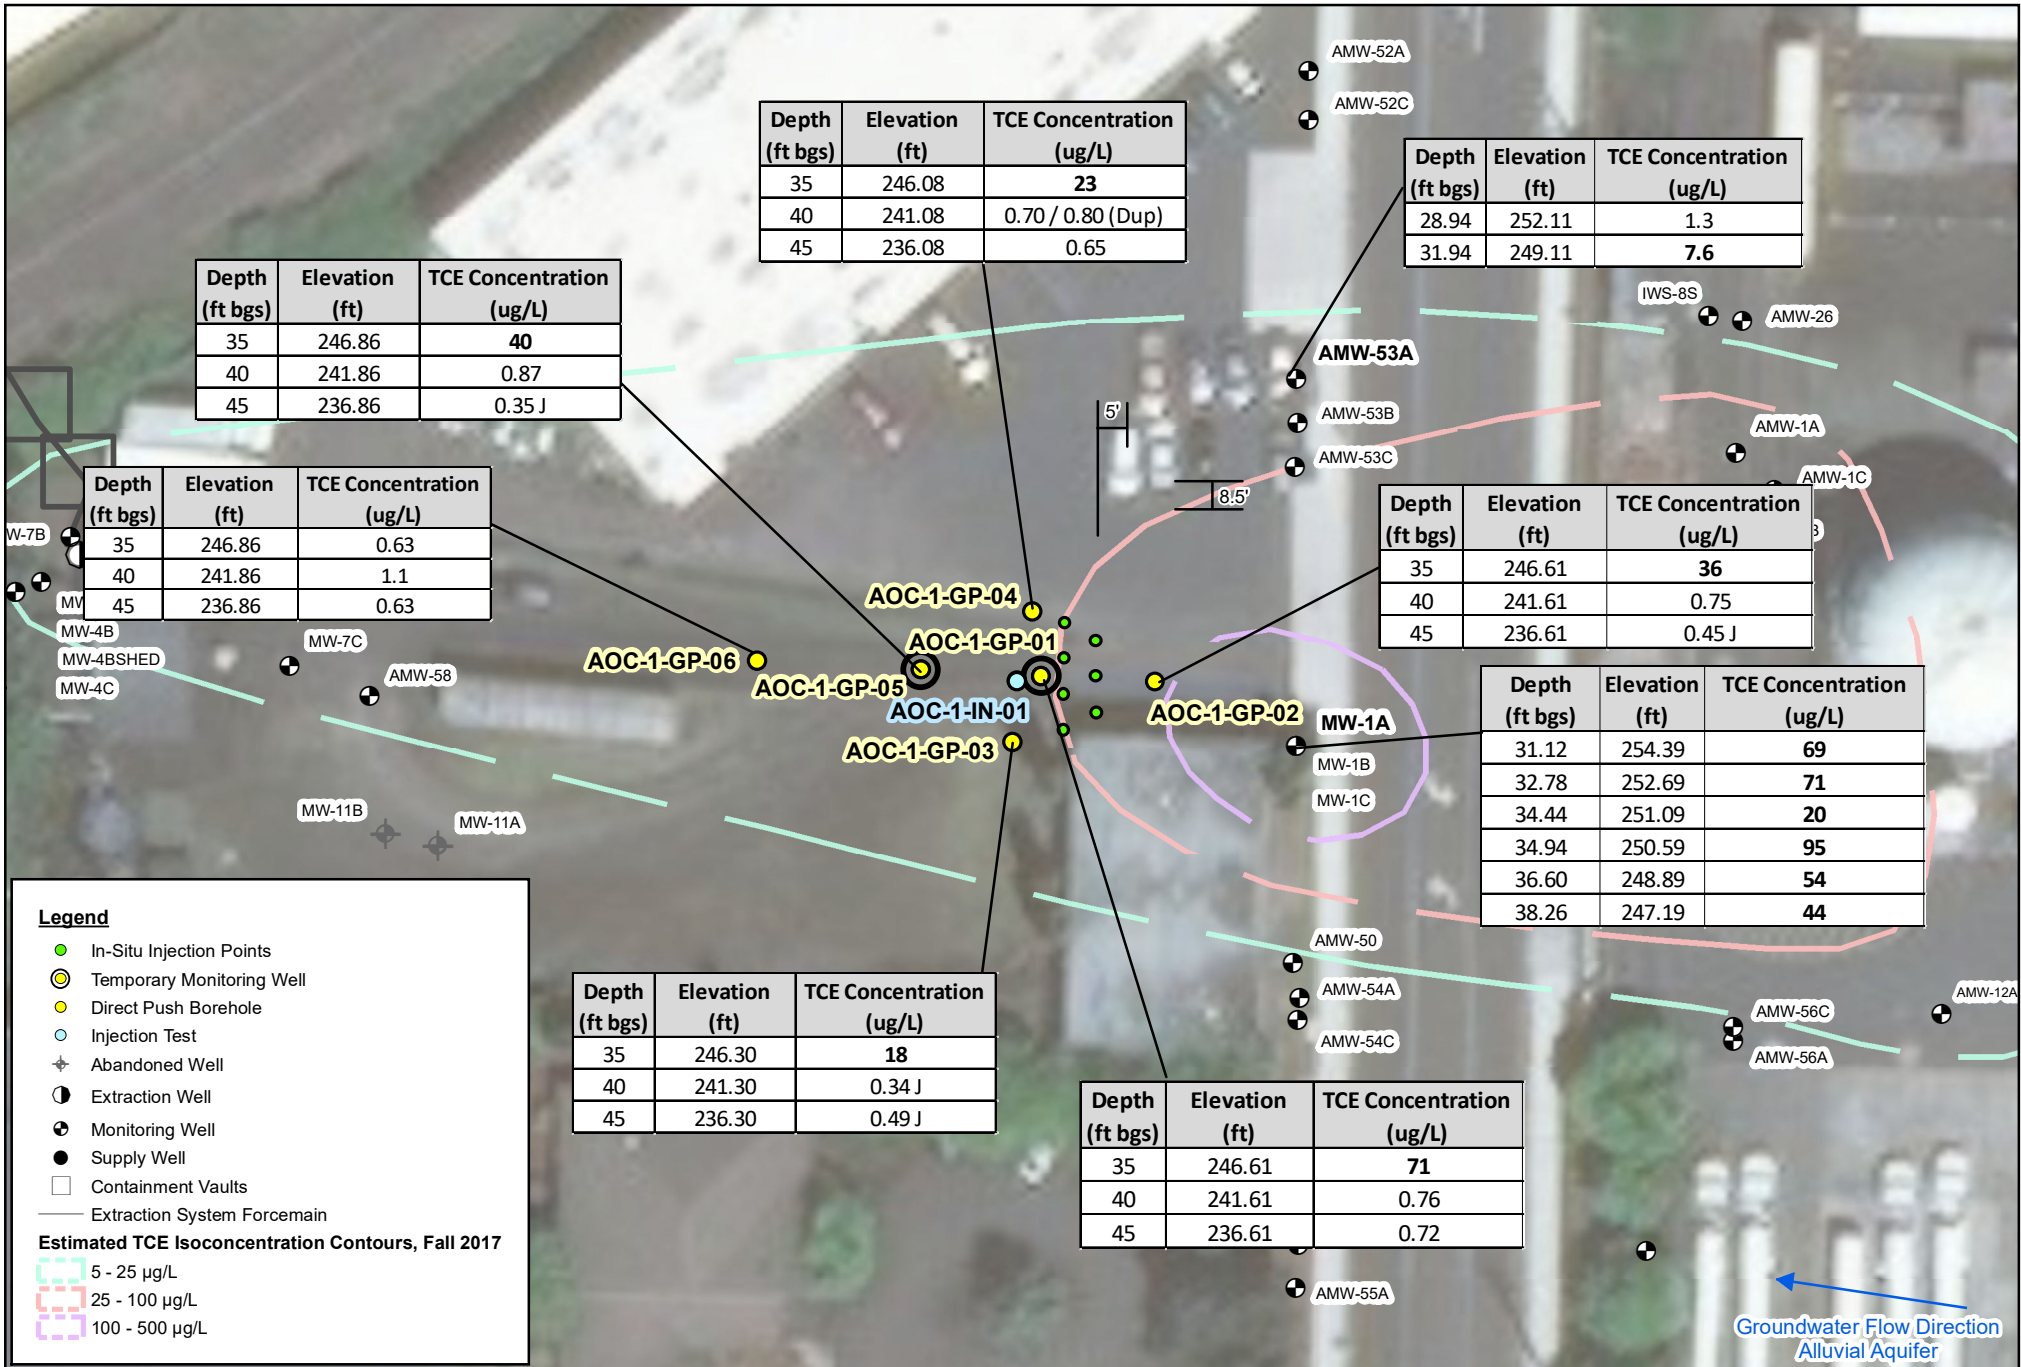 AMW-52A
AMW-52C
Depth (ft bgs) Elevation (ft) TCE Concentration (ug/L)
35 246.08 23
40 241.08 0.70 / 0.80 (Dup)
45 236.08 0.65
Depth (ft bgs) Elevation (ft) TCE Concentration (ug/L)
28.94 252.11 1.3
31.94 249.11 7.6
Depth (ft bgs) Elevation (ft) TCE Concentration (ug/L)
35 246.86 40
40 241.86 0.87
45 236.86 0.35 J
IWS-8S
AMW-26
AMW-53A
5'
AMW-53B
AMW-1A
AMW-53C
AMW-1C
8.5'
Depth (ft bgs) Elevation (ft) TCE Concentration (ug/L)
35 246.86 0.63
40 241.86 1.1
45 236.86 0.63
W-7B
Depth (ft bgs) Elevation (ft) TCE Concentration (ug/L)
35 246.61 36
40 241.61 0.75
45 236.61 0.45 J
MW
MW-4B
MW-4BSHED
MW-4C
MW-7C
AMW-58
AOC-1-GP-04
AOC-1-GP-01
AOC-1-GP-06
AOC-1-GP-05
AOC-1-IN-01
AOC-1-GP-02
AOC-1-GP-03
MW-1A
MW-1B
MW-1C
Depth (ft bgs) Elevation (ft) TCE Concentration (ug/L)
31.12 254.39 69
32.78 252.69 71
34.44 251.09 20
34.94 250.59 95
36.60 248.89 54
38.26 247.19 44
MW-11B
MW-11A
AMW-50
AMW-54A
AMW-54C
AMW-12A
AMW-56C
AMW-56A
Depth (ft bgs) Elevation (ft) TCE Concentration (ug/L)
35 246.30 18
40 241.30 0.34 J
45 236.30 0.49 J
Depth (ft bgs) Elevation (ft) TCE Concentration (ug/L)
35 246.61 71
40 241.61 0.76
45 236.61 0.72
AMW-55A
Legend
In-Situ Injection Points
Temporary Monitoring Well
Direct Push Borehole
Injection Test
Abandoned Well
Extraction Well
Monitoring Well
Supply Well
Containment Vaults
Extraction System Forcemain
Estimated TCE Isoconcentration Contours, Fall 2017
5 - 25 µg/L
25 - 100 µg/L
100 - 500 µg/L
Groundwater Flow Direction
Alluvial Aquifer